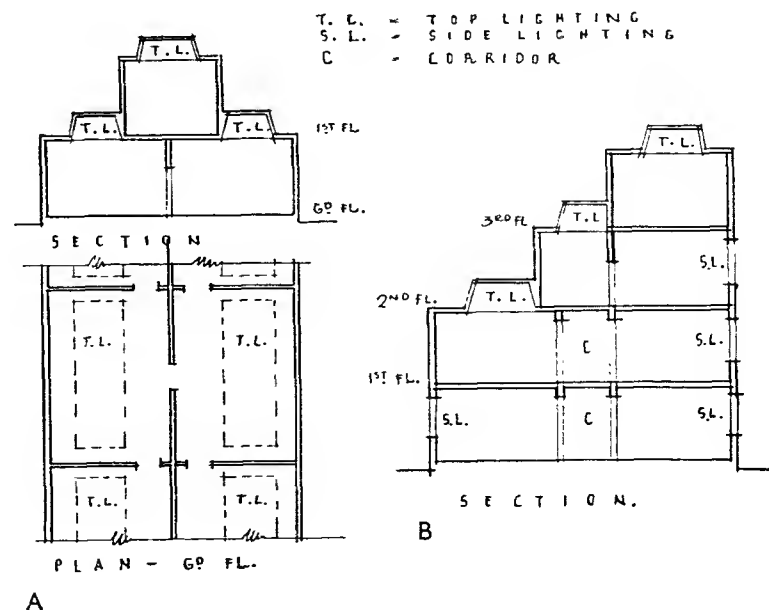 T. L. - TOP LIGHTING
S. L. - SIDE LIGHTING
C - CORRIDOR
T. L.
T. L.
T. L.
1ST FL
GD FL.
SECTION
T. L.
T. L.
T. L.
T. L.
PLAN - GD FL.
A
T. L.
T. L
3RD FL
S.L.
T. L.
2ND FL.
C
S.L.
1ST FL.
S.L.
C
S.L.
SECTION.
B